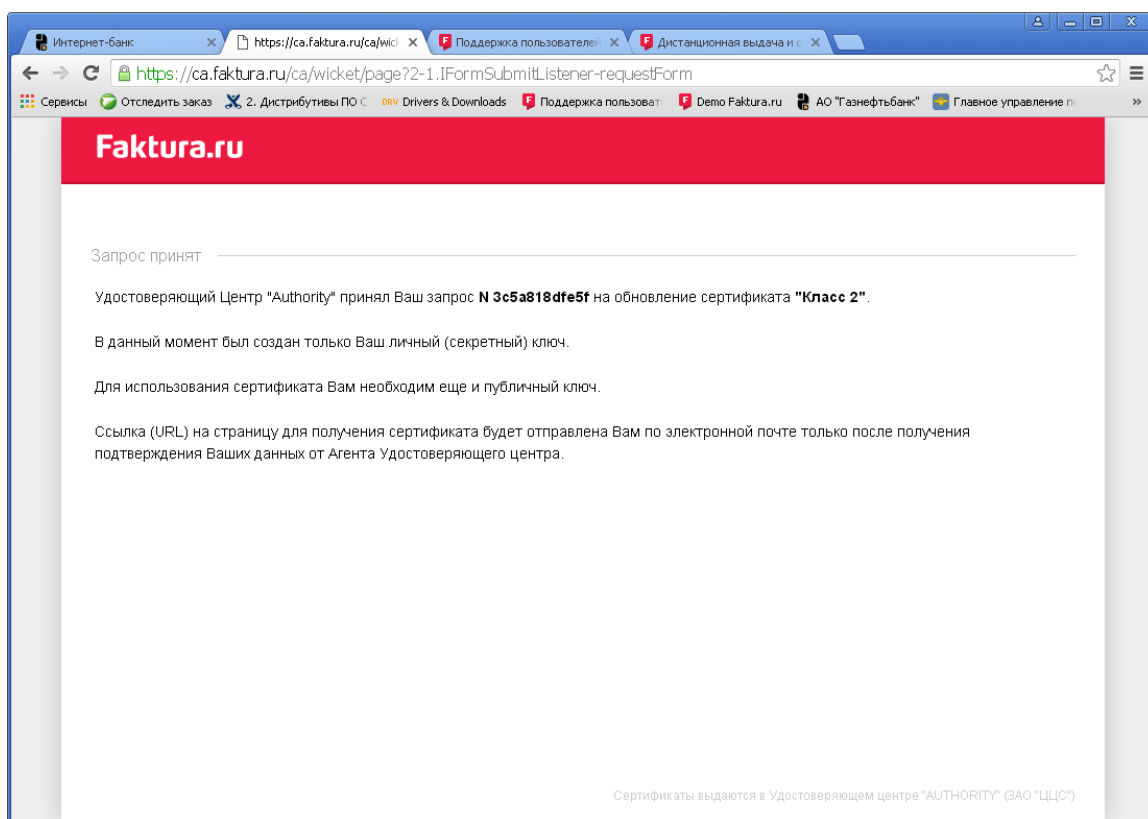 Интернет-банк
https://ca.faktura.ru/ca/wick
Поддержка пользователей
Дистанционная выдача и о
https://ca.faktura.ru/ca/wicket/page?2-1.IFormSubmitListener-requestForm
Сервисы
Отследить заказ
2. Дистрибутивы ПО С
DRV Drivers & Downloads
Поддержка пользоват
Demo Faktura.ru
АО "Газнефтьбанк"
Главное управление п
»
Faktura.ru
Запрос принят
Удостоверяющий Центр "Authority" принял Ваш запрос N 3c5a818dfe5f на обновление сертификата "Класс 2".
В данный момент был создан только Ваш личный (секретный) ключ.
Для использования сертификата Вам необходим еще и публичный ключ.
Ссылка (URL) на страницу для получения сертификата будет отправлена Вам по электронной почте только после получения
подтверждения Ваших данных от Агента Удостоверяющего центра.
Сертификаты выдаются в Удостоверяющем центре "AUTHORITY" (ЗАО "ЦЦС")